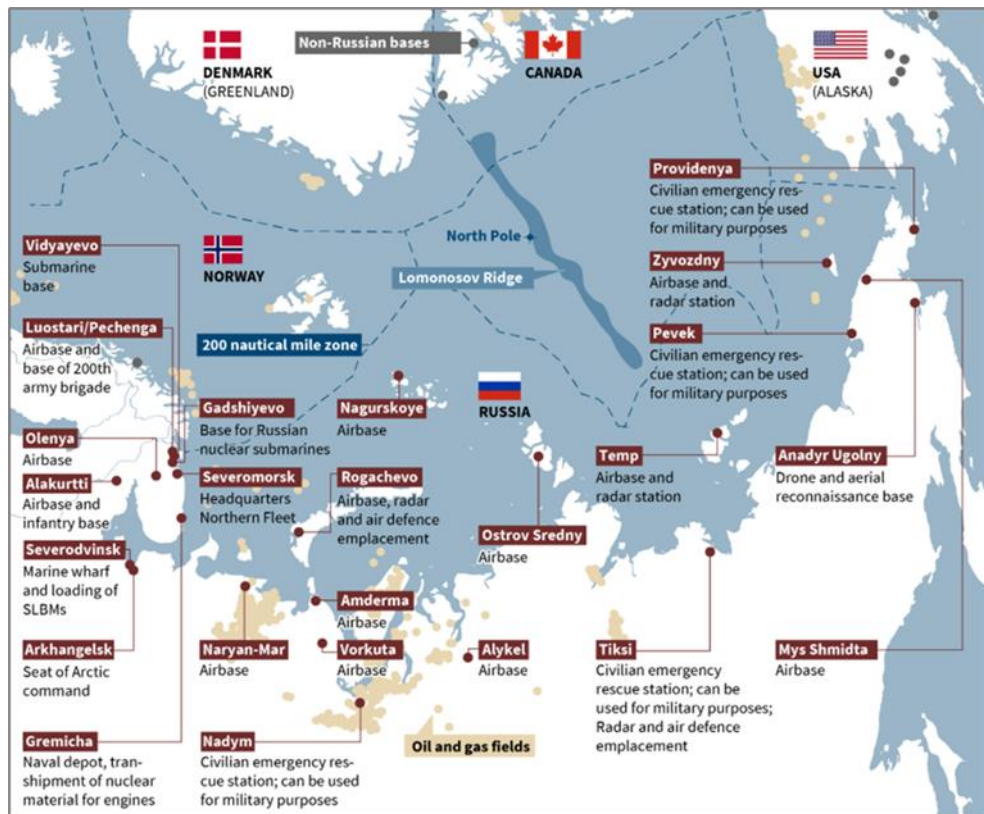 Non-Russian bases
DENMARK
(GREENLAND)
CANADA
USA
(ALASKA)
Providenya
Civilian emergency res-
cue station; can be used
for military purposes
North Pole
Lomonosov Ridge
Zyvozdny
Airbase and
radar station
Pevek
Civilian emergency res-
cue station; can be used
for military purposes
Vidyayevo
Submarine
base
NORWAY
200 nautical mile zone
Luostari/Pechenga
Airbase and
base of 200th
army brigade
RUSSIA
Nagurskoye
Airbase
Gadshiyevo
Base for Russian
nuclear submarines
Olenya
Airbase
Severomorsk
Headquarters
Northern Fleet
Rogachevo
Airbase, radar
and air defence
emplacement
Temp
Airbase and
radar station
Anadyr Ugolny
Drone and aerial
reconnaissance base
Alakurtti
Airbase and
infantry base
Ostrov Sredny
Airbase
Severodvinsk
Marine wharf
and loading of
SLBMs
Amderma
Airbase
Arkhangelsk
Seat of Arctic
command
Naryan-Mar
Airbase
Vorkuta
Airbase
Alykel
Airbase
Tiksi
Civilian emergency
rescue station; can be
used for military purposes;
Radar and air defence
emplacement
Mys Shmidta
Airbase
Gremicha
Naval depot, tran-
shipment of nuclear
material for engines
Nadym
Civilian emergency res-
cue station; can be used
for military purposes
Oil and gas fields